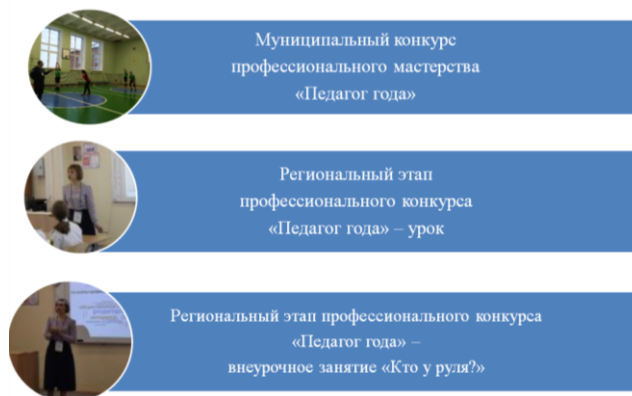 Муниципальный конкурс
профессионального мастерства
«Педагог года»
Региональный этап
профессионального конкурса
«Педагог года» – урок
Региональный этап профессионального конкурса
«Педагог года» –
внеурочное занятие «Кто у руля?»